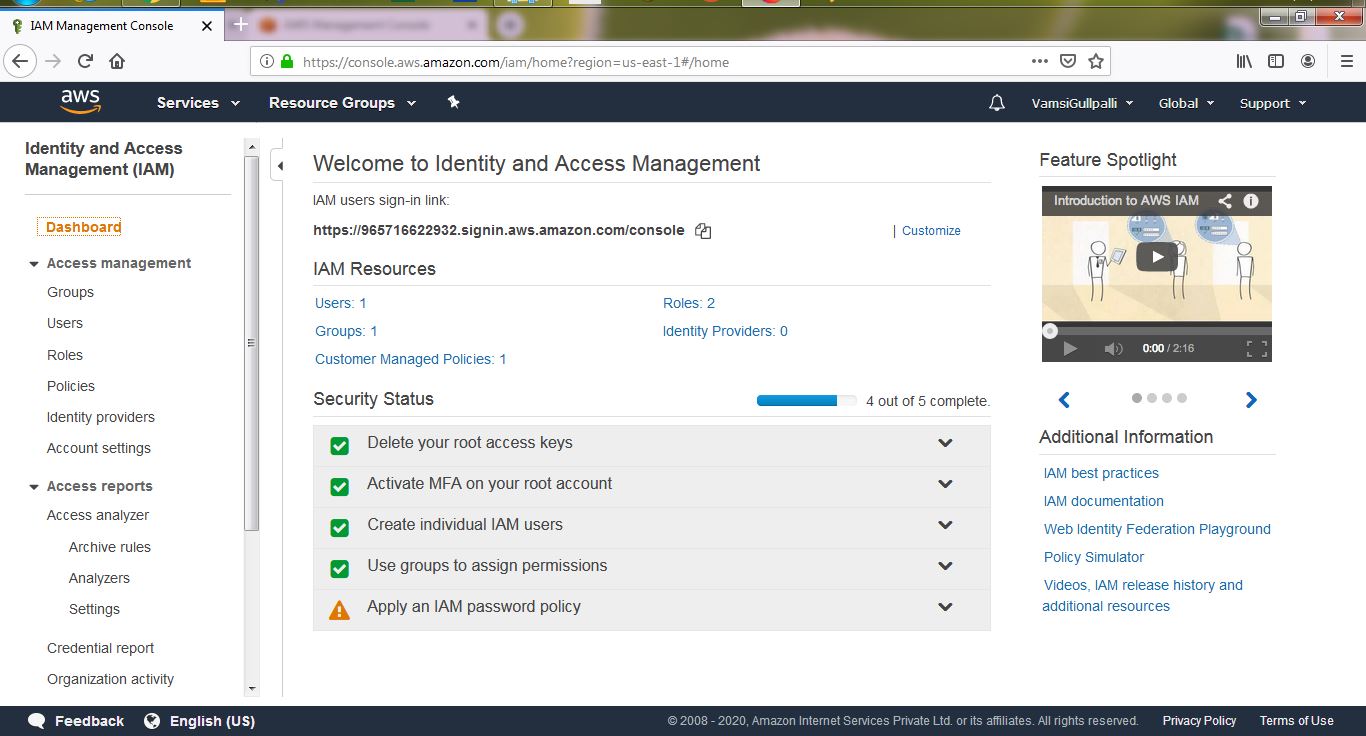 IAM Management Console
AWS Management Console
https://console.aws.amazon.com/iam/home?region=us-east-1#/home
aws
Services
Resource Groups
VamsiGullpalli
Global
Support
Identity and Access
Management (IAM)
Dashboard
Access management
Groups
Users
Roles
Policies
Identity providers
Account settings
Access reports
Access analyzer
Archive rules
Analyzers
Settings
Credential report
Organization activity
Welcome to Identity and Access Management
IAM users sign-in link:
https://965716622932.signin.aws.amazon.com/console
| Customize
IAM Resources
Users: 1
Roles: 2
Groups: 1
Identity Providers: 0
Customer Managed Policies: 1
Security Status
4 out of 5 complete.
Delete your root access keys
Activate MFA on your root account
Create individual IAM users
Use groups to assign permissions
Apply an IAM password policy
Feature Spotlight
Introduction to AWS IAM
0:00 / 2:16
Additional Information
IAM best practices
IAM documentation
Web Identity Federation Playground
Policy Simulator
Videos, IAM release history and
additional resources
Feedback
English (US)
© 2008 - 2020, Amazon Internet Services Private Ltd. or its affiliates. All rights reserved.
Privacy Policy
Terms of Use